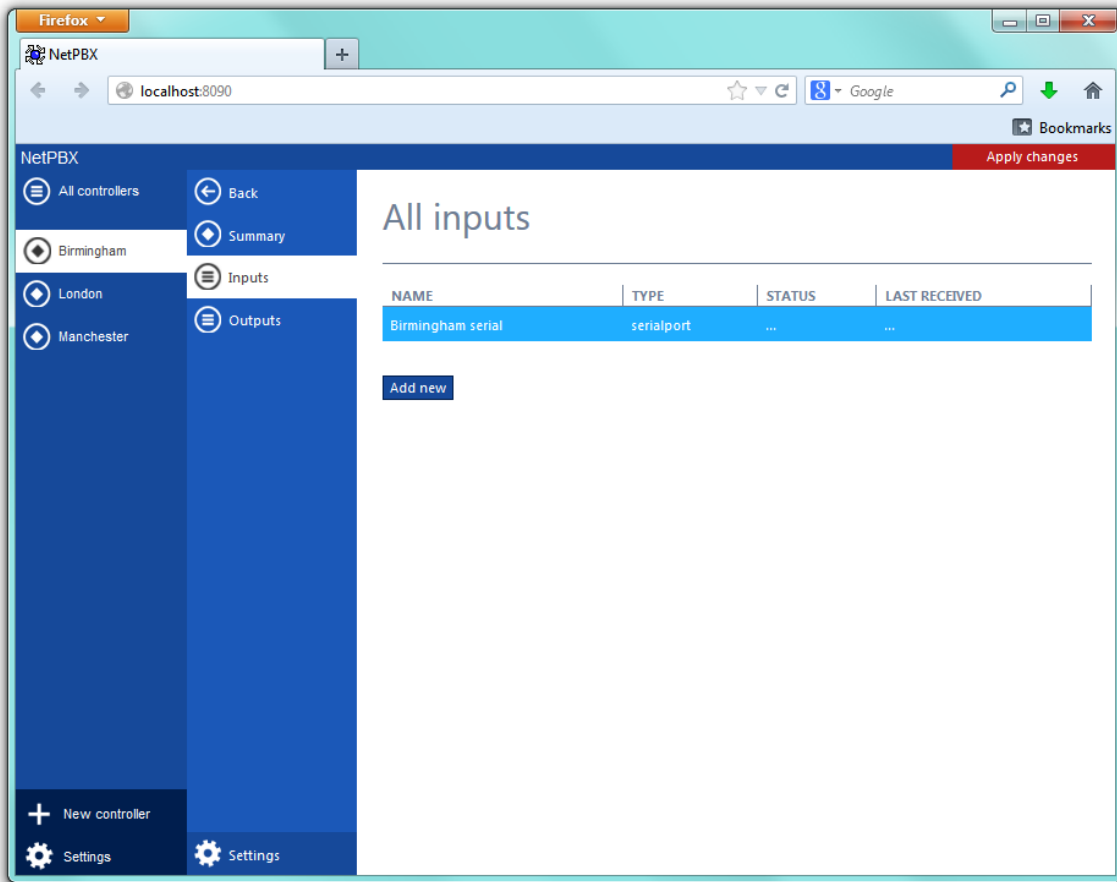 Firefox
NetPBX
localhost:8090
Google
Bookmarks
NetPBX
Apply changes
All controllers
Birmingham
London
Manchester
New controller
Settings
Back
Summary
Inputs
Outputs
Settings
All inputs
NAME TYPE STATUS LAST RECEIVED
Birmingham serial serialport ... ...
Add new